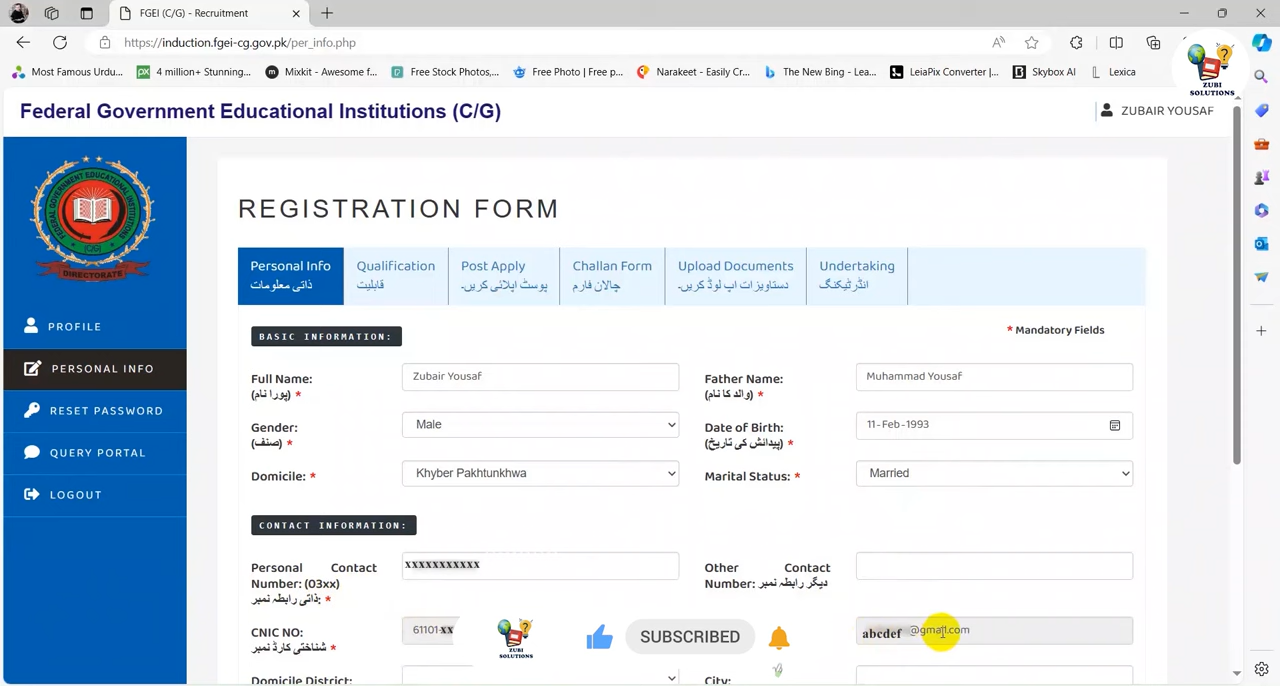 FGEI (C/G) - Recruitment
https://induction.fgei-cg.gov.pk/per_info.php
Most Famous Urdu...
4 million+ Stunning...
Mixkit - Awesome f...
Free Stock Photos,...
Free Photo | Free p...
Narakeet - Easily Cr...
The New Bing - Lea...
LeiaPix Converter |...
Skybox AI
Lexica
ZUBI
SOLUTIONS
Federal Government Educational Institutions (C/G)
ZUBAIR YOUSAF
DIRECTORATE
PROFILE
PERSONAL INFO
RESET PASSWORD
QUERY PORTAL
LOGOUT
REGISTRATION FORM
Personal Info
ذاتی معلومات
Qualification
قابلیت
Post Apply
پوسٹ اپلائی کریں۔
Challan Form
چالان فارم
Upload Documents
دستاویزات اپ لوڈ کریں۔
Undertaking
انڈرٹیکنگ
BASIC INFORMATION:
* Mandatory Fields
Full Name:
(پورا نام) *
Zubair Yousaf
Father Name:
(والد کا نام) *
Muhammad Yousaf
Gender:
(صنف) *
Male
Date of Birth:
(پیدائش کی تاریخ) *
11-Feb-1993
Domicile: *
Khyber Pakhtunkhwa
Marital Status: *
Married
CONTACT INFORMATION:
Personal Contact
Number: (03xx)
ذاتی رابطہ نمبر: *
xxxxxxxxxxx
Other Contact
Number: دیگر رابطہ نمبر
CNIC NO:
شناختی کارڈ نمبر *
61101-xx
abcdef @gmail.com
ZUBI
SOLUTIONS
SUBSCRIBED
Domicile District:
City: